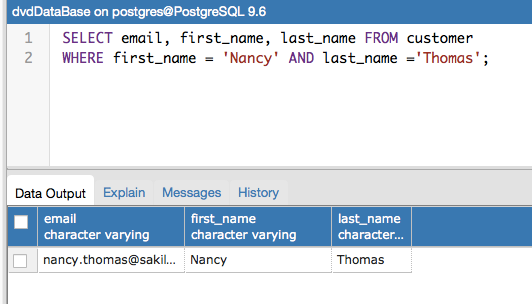 dvdDataBase on postgres@PostgreSQL 9.6
1 SELECT email, first_name, last_name FROM customer
2 WHERE first_name = 'Nancy' AND last_name ='Thomas';
Data Output Explain Messages History
email first_name last_name
character varying character varying character...
nancy.thomas@sakil... Nancy Thomas